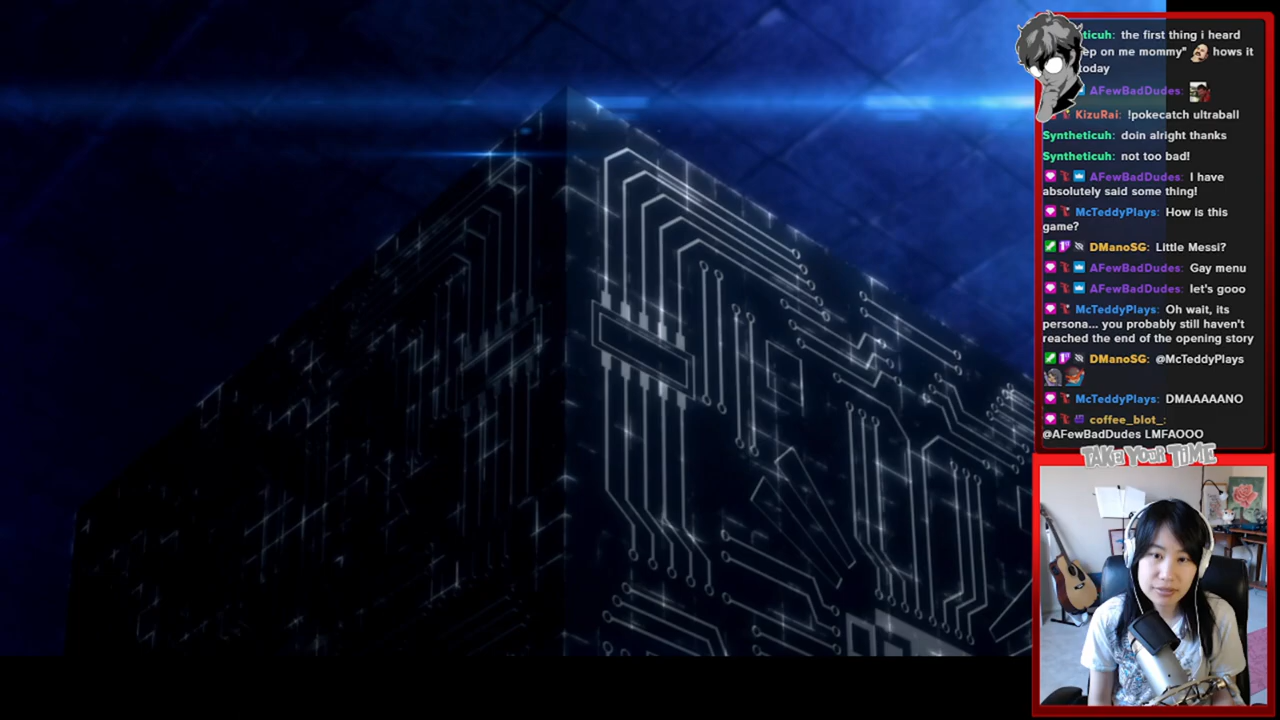 ticuh: the first thing i heard
ep on me mommy" hows it
today
AFewBadDudes:
KizuRai: !pokecatch ultraball
Syntheticuh: doin alright thanks
Syntheticuh: not too bad!
AFewBadDudes: I have
absolutely said some thing!
McTeddyPlays: How is this
game?
DManoSG: Little Messi?
AFewBadDudes: Gay menu
AFewBadDudes: let's gooo
McTeddyPlays: Oh wait, its
persona... you probably still haven't
reached the end of the opening story
DManoSG: @McTeddyPlays
McTeddyPlays: DMAAAAANO
coffee_blot_:
@AFewBadDudes LMFAOOO
TAKE YOUR TIME